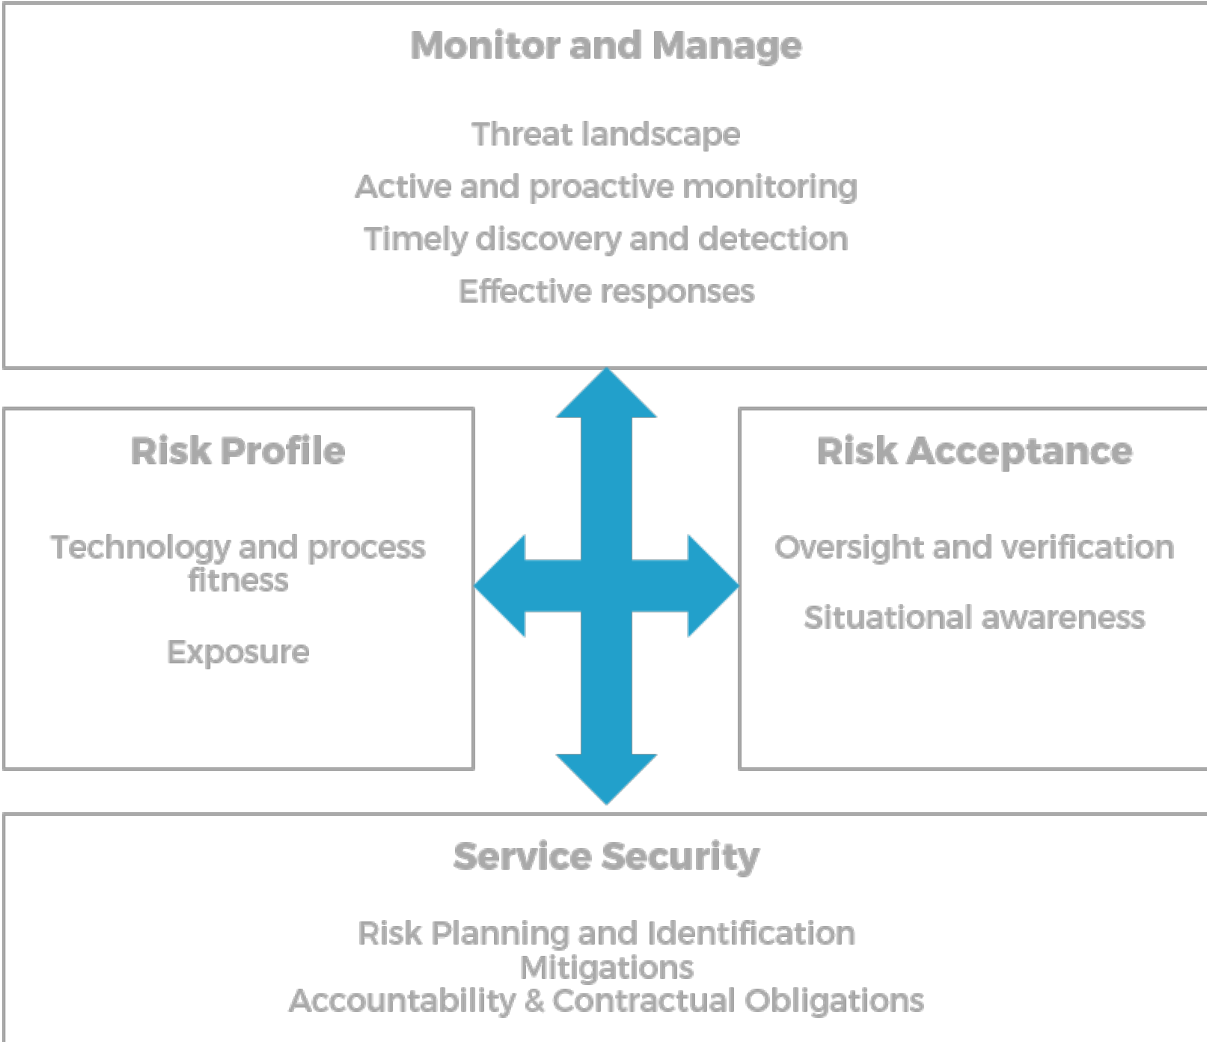 Monitor and Manage
Threat landscape
Active and proactive monitoring
Timely discovery and detection
Effective responses
Risk Profile
Technology and process
fitness
Exposure
Risk Acceptance
Oversight and verification
Situational awareness
Service Security
Risk Planning and Identification
Mitigations
Accountability & Contractual Obligations